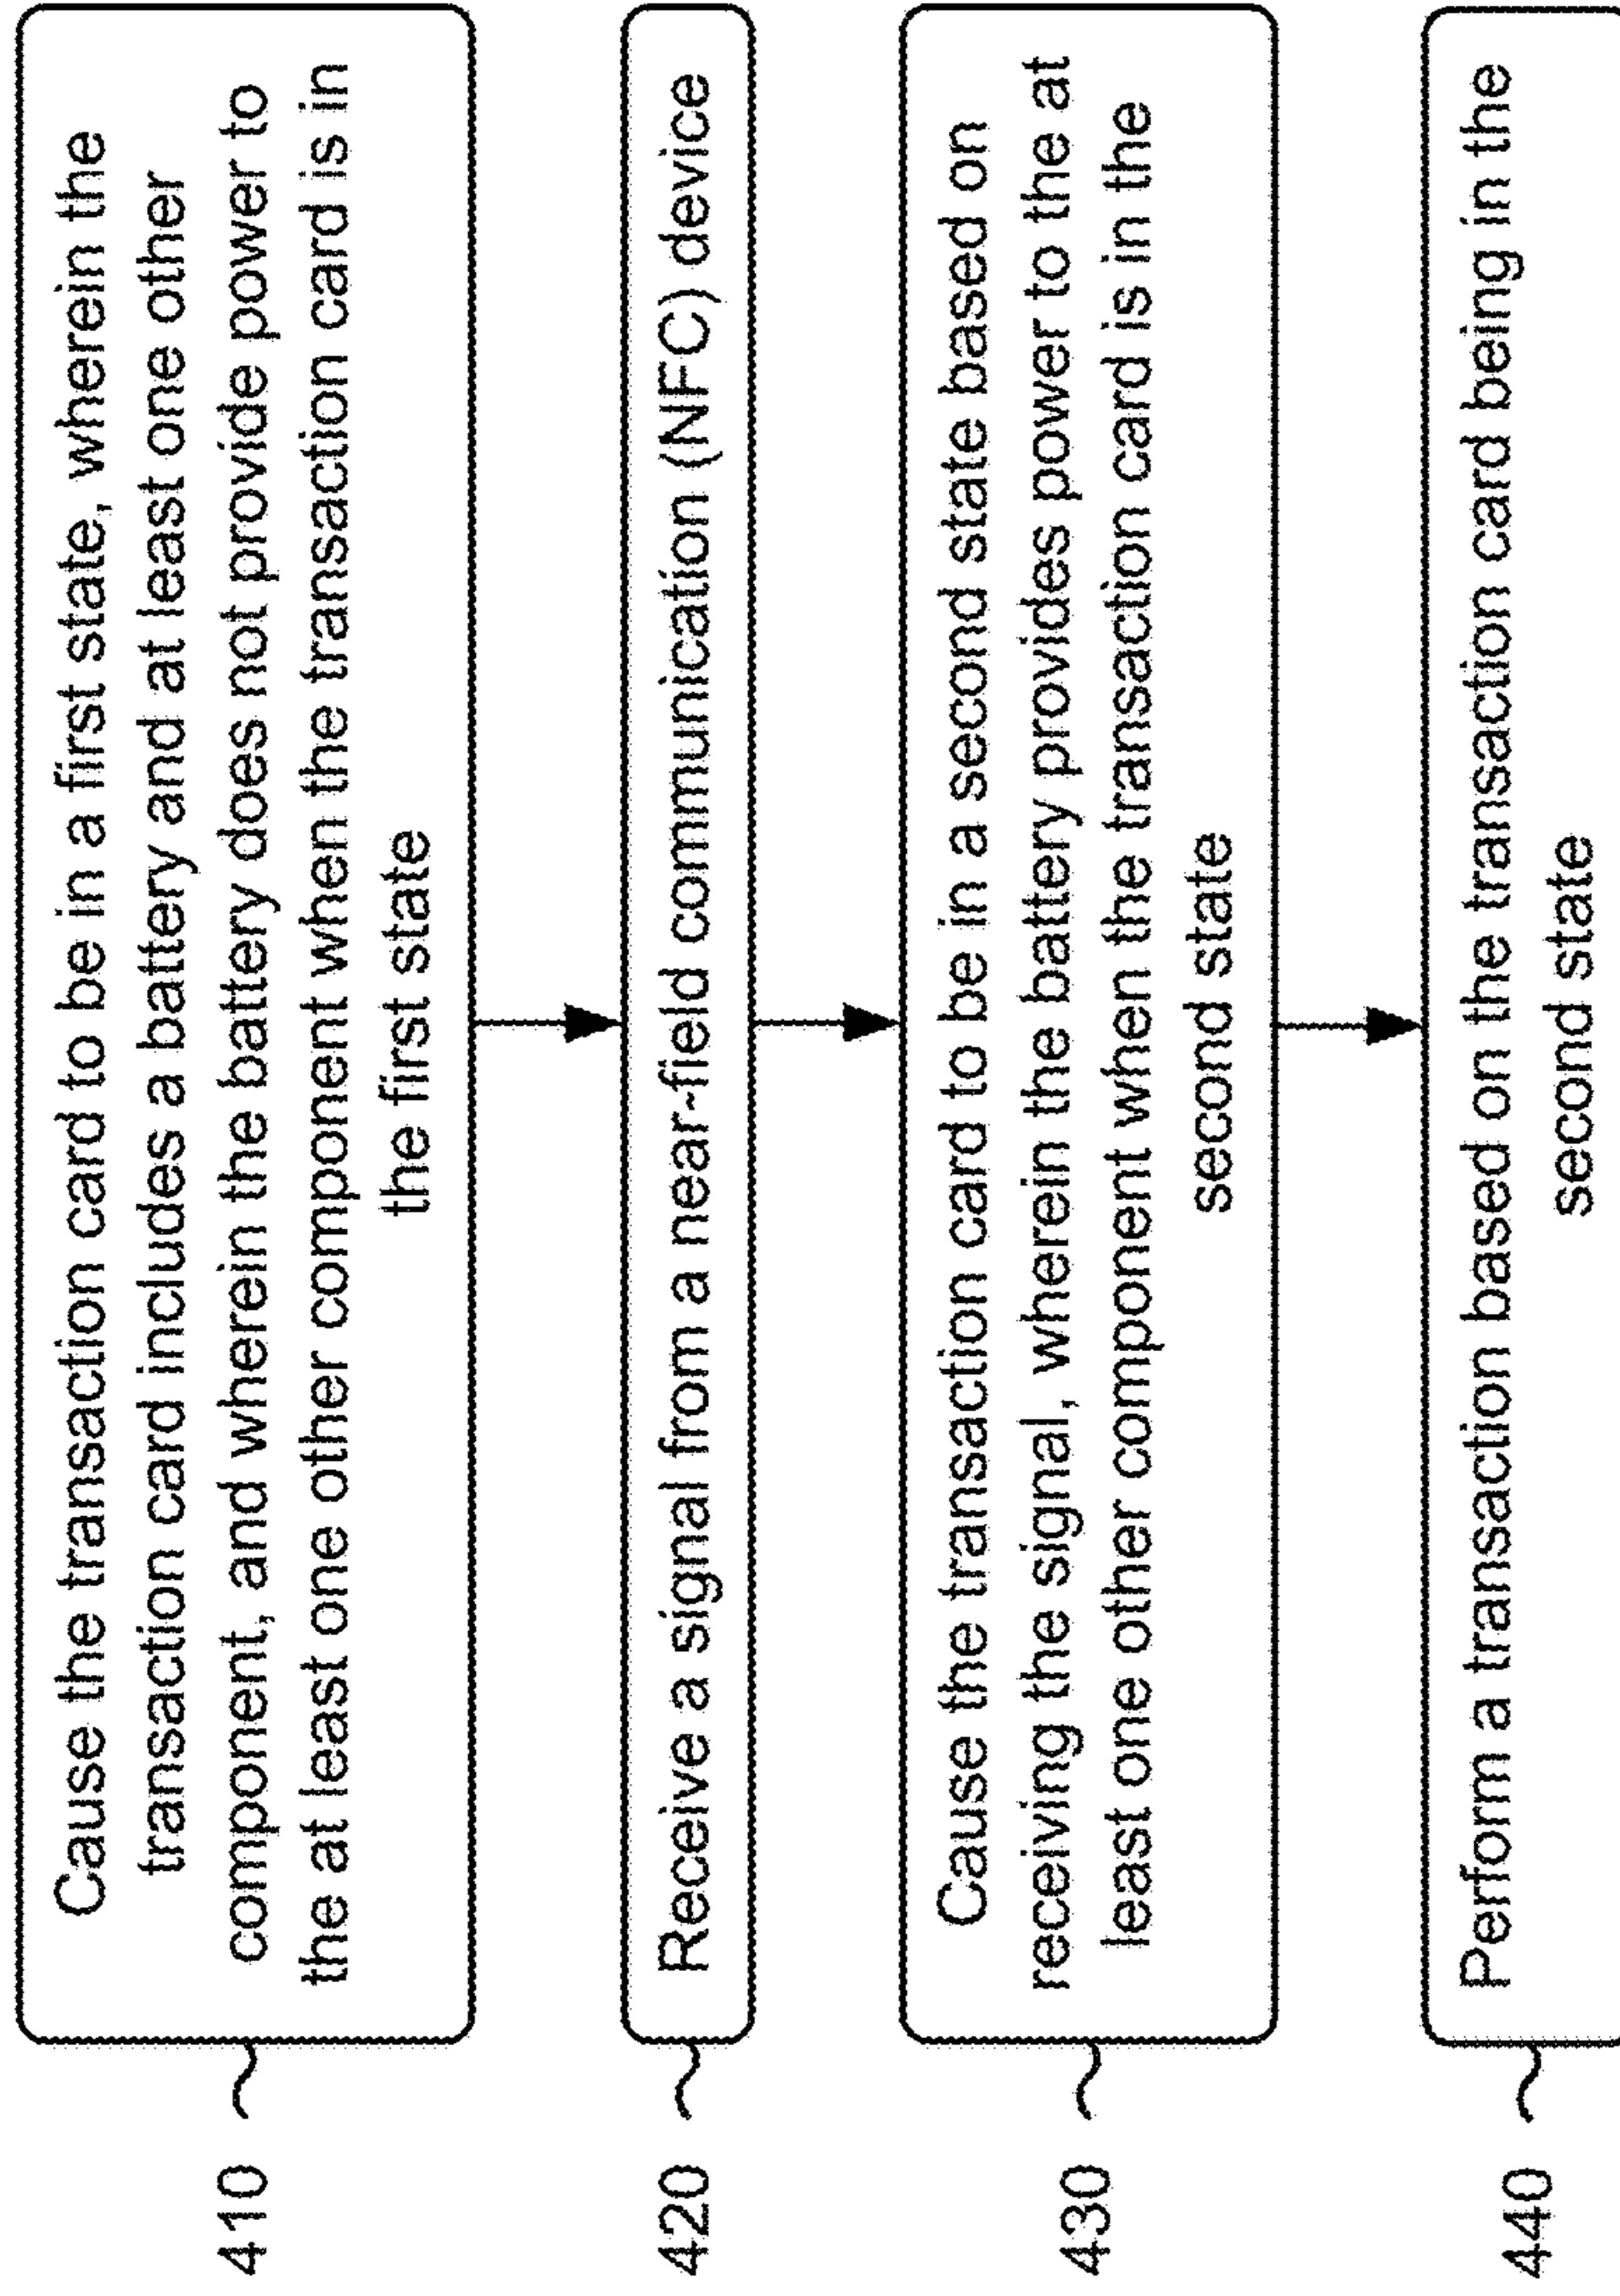 410
Cause the transaction card to be in a first state, wherein the
transaction card includes a battery and at least one other
component, and wherein the battery does not provide power to
the at least one other component when the transaction card is in
the first state
420
Receive a signal from a near-field communication (NFC) device
430
Cause the transaction card to be in a second state based on
receiving the signal, wherein the battery provides power to the at
least one other component when the transaction card is in the
second state
440
Perform a transaction based on the transaction card being in the
second state